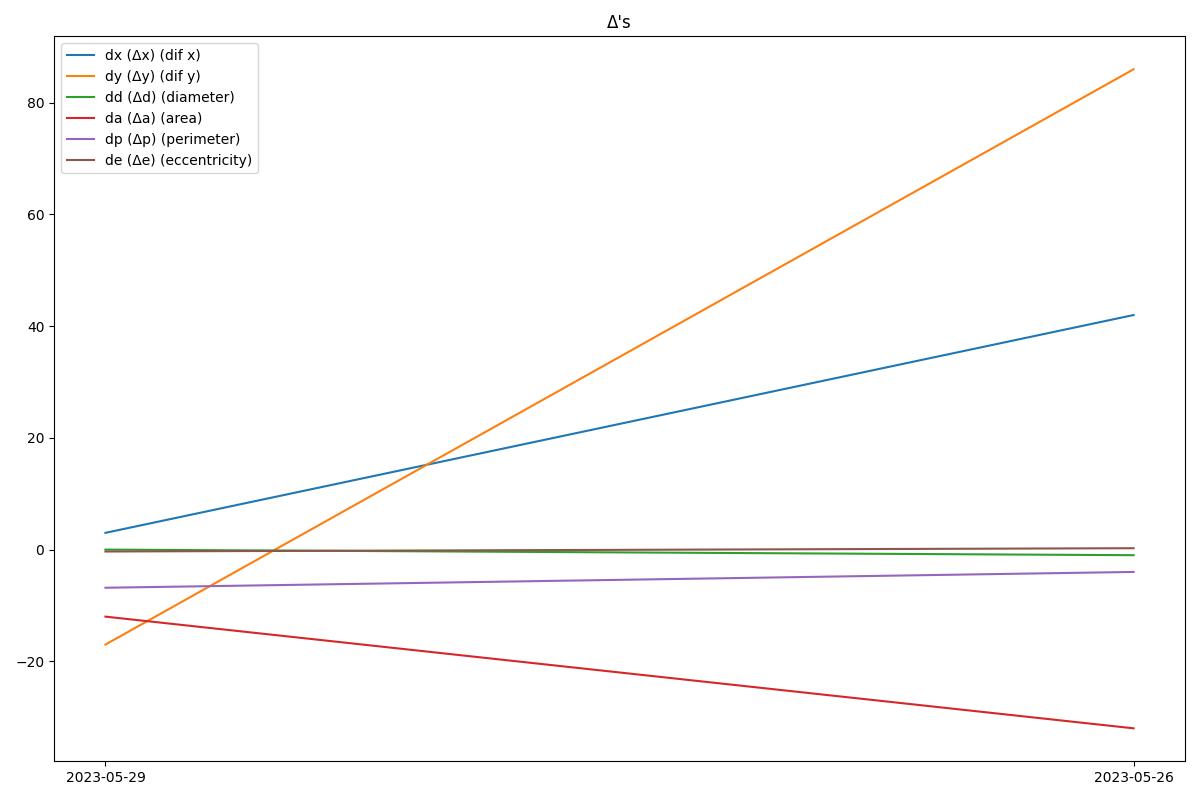 Δ's
dx (Δx) (dif x)
dy (Δy) (dif y)
dd (Δd) (diameter)
da (Δa) (area)
dp (Δp) (perimeter)
de (Δe) (eccentricity)
80
60
40
20
0
−20
2023-05-29
2023-05-26